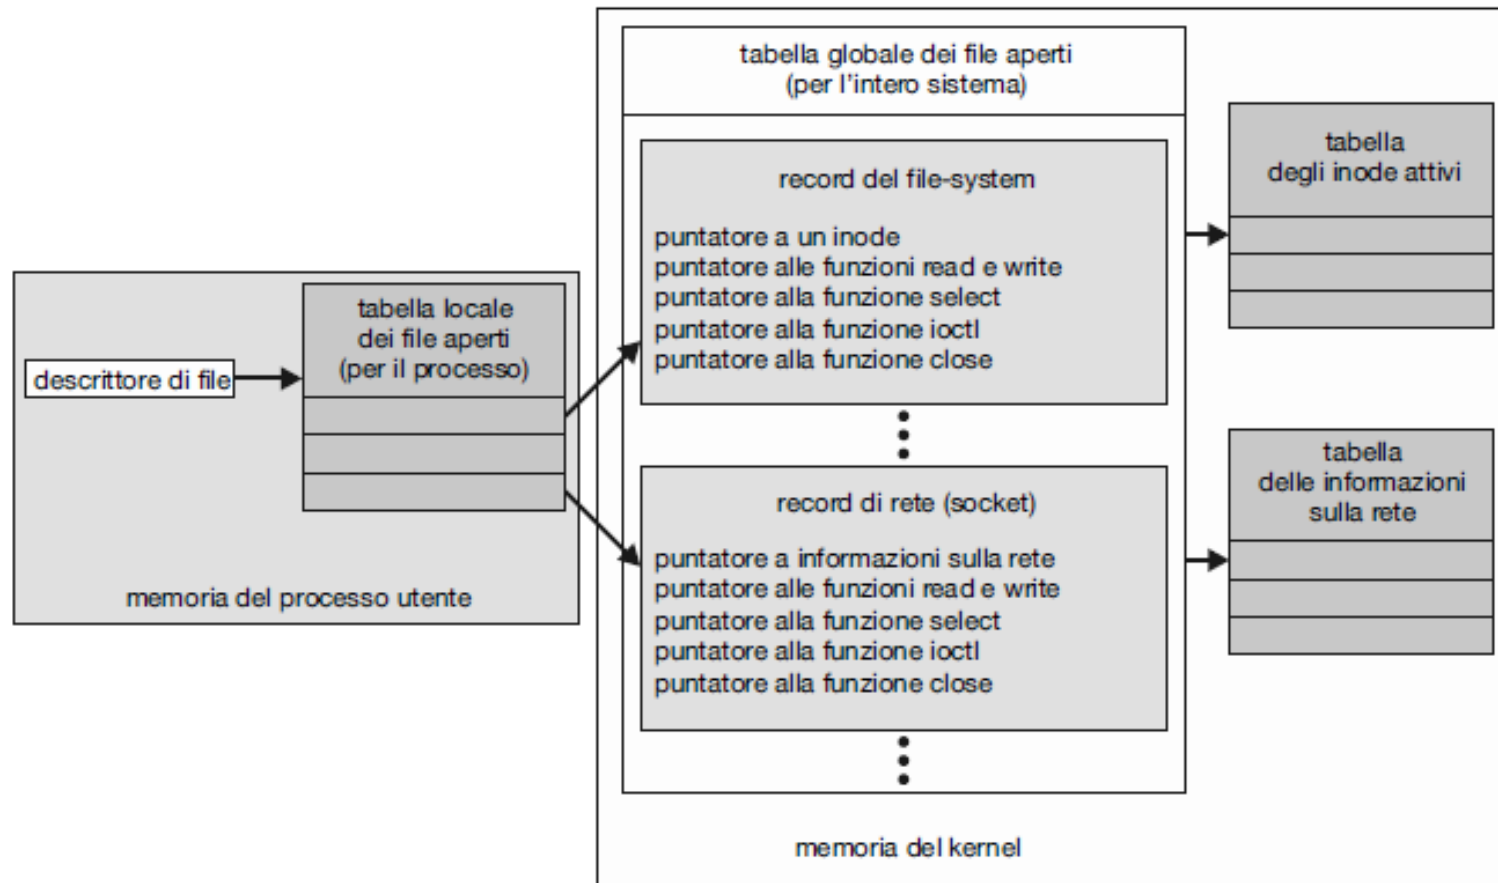 tabella globale dei file aperti
(per l'intero sistema)
record del file-system
puntatore a un inode
puntatore alle funzioni read e write
puntatore alla funzione select
puntatore alla funzione ioctl
puntatore alla funzione close
tabella
degli inode attivi
tabella locale
dei file aperti
(per il processo)
descrittore di file
memoria del processo utente
record di rete (socket)
puntatore a informazioni sulla rete
puntatore alle funzioni read e write
puntatore alla funzione select
puntatore alla funzione ioctl
puntatore alla funzione close
tabella
delle informazioni
sulla rete
memoria del kernel